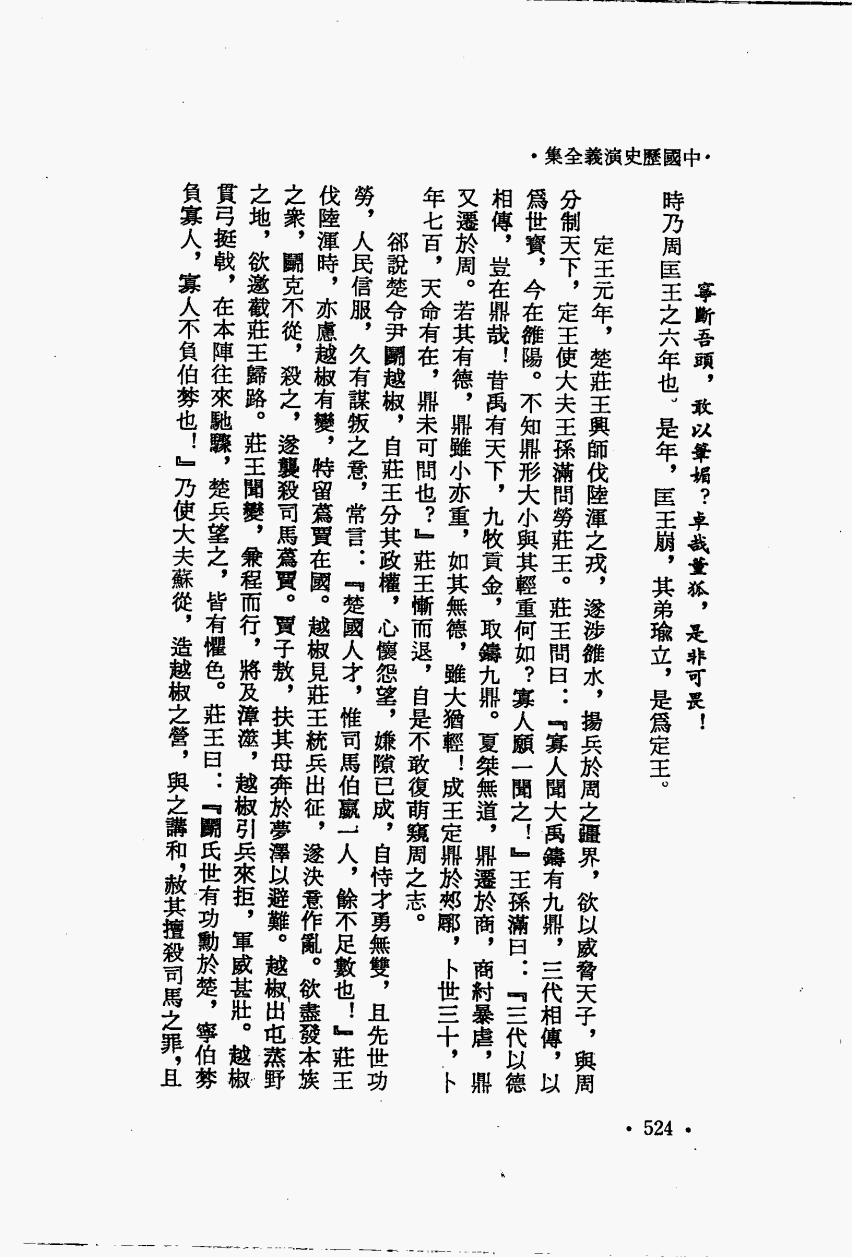 ·中國歷史演義全集·
寧斷吾頭，敢以筆媚？卓哉董狐，是非可畏！
時乃周匡王之六年也。是年，匡王崩，其弟瑜立，是爲定王。
定王元年，楚莊王興師伐陸渾之戎，遂涉雒水，揚兵於周之疆界，欲以威脅天子，與周
分制天下，定王使大夫王孫滿問勞莊王。莊王問曰：『寡人聞大禹鑄有九鼎，三代相傳，以
爲世寶，今在雒陽。不知鼎形大小與其輕重何如？寡人願一聞之！』王孫滿曰：『三代以德
相傳，豈在鼎哉！昔禹有天下，九牧貢金，取鑄九鼎。夏桀無道，鼎遷於商，商紂暴虐，鼎
又遷於周。若其有德，鼎雖小亦重，如其無德，雖大猶輕！成王定鼎於郟鄏，卜世三十，卜
年七百，天命有在，鼎未可問也？』莊王慚而退，自是不敢復萌窺周之志。
郤說楚令尹鬭越椒，自莊王分其政權，心懷怨望，嫌隙已成，自恃才勇無雙，且先世功
勞，人民信服，久有謀叛之意，常言：『楚國人才，惟司馬伯嬴一人，餘不足數也！』莊王
伐陸渾時，亦慮越椒有變，特留蒍賈在國。越椒見莊王統兵出征，遂決意作亂。欲盡發本族
之衆，鬭克不從，殺之，遂襲殺司馬蒍賈。賈子敖，扶其母奔於夢澤以避難。越椒出屯蒸野
之地，欲邀截莊王歸路。莊王聞變，兼程而行，將及漳澨，越椒引兵來拒，軍威甚壯。越椒
貫弓挺戟，在本陣往來馳驟，楚兵望之，皆有懼色。莊王曰：『鬭氏世有功勳於楚，寧伯棼
負寡人，寡人不負伯棼也！』乃使大夫蘇從，造越椒之營，與之講和，赦其擅殺司馬之罪，且
·524·